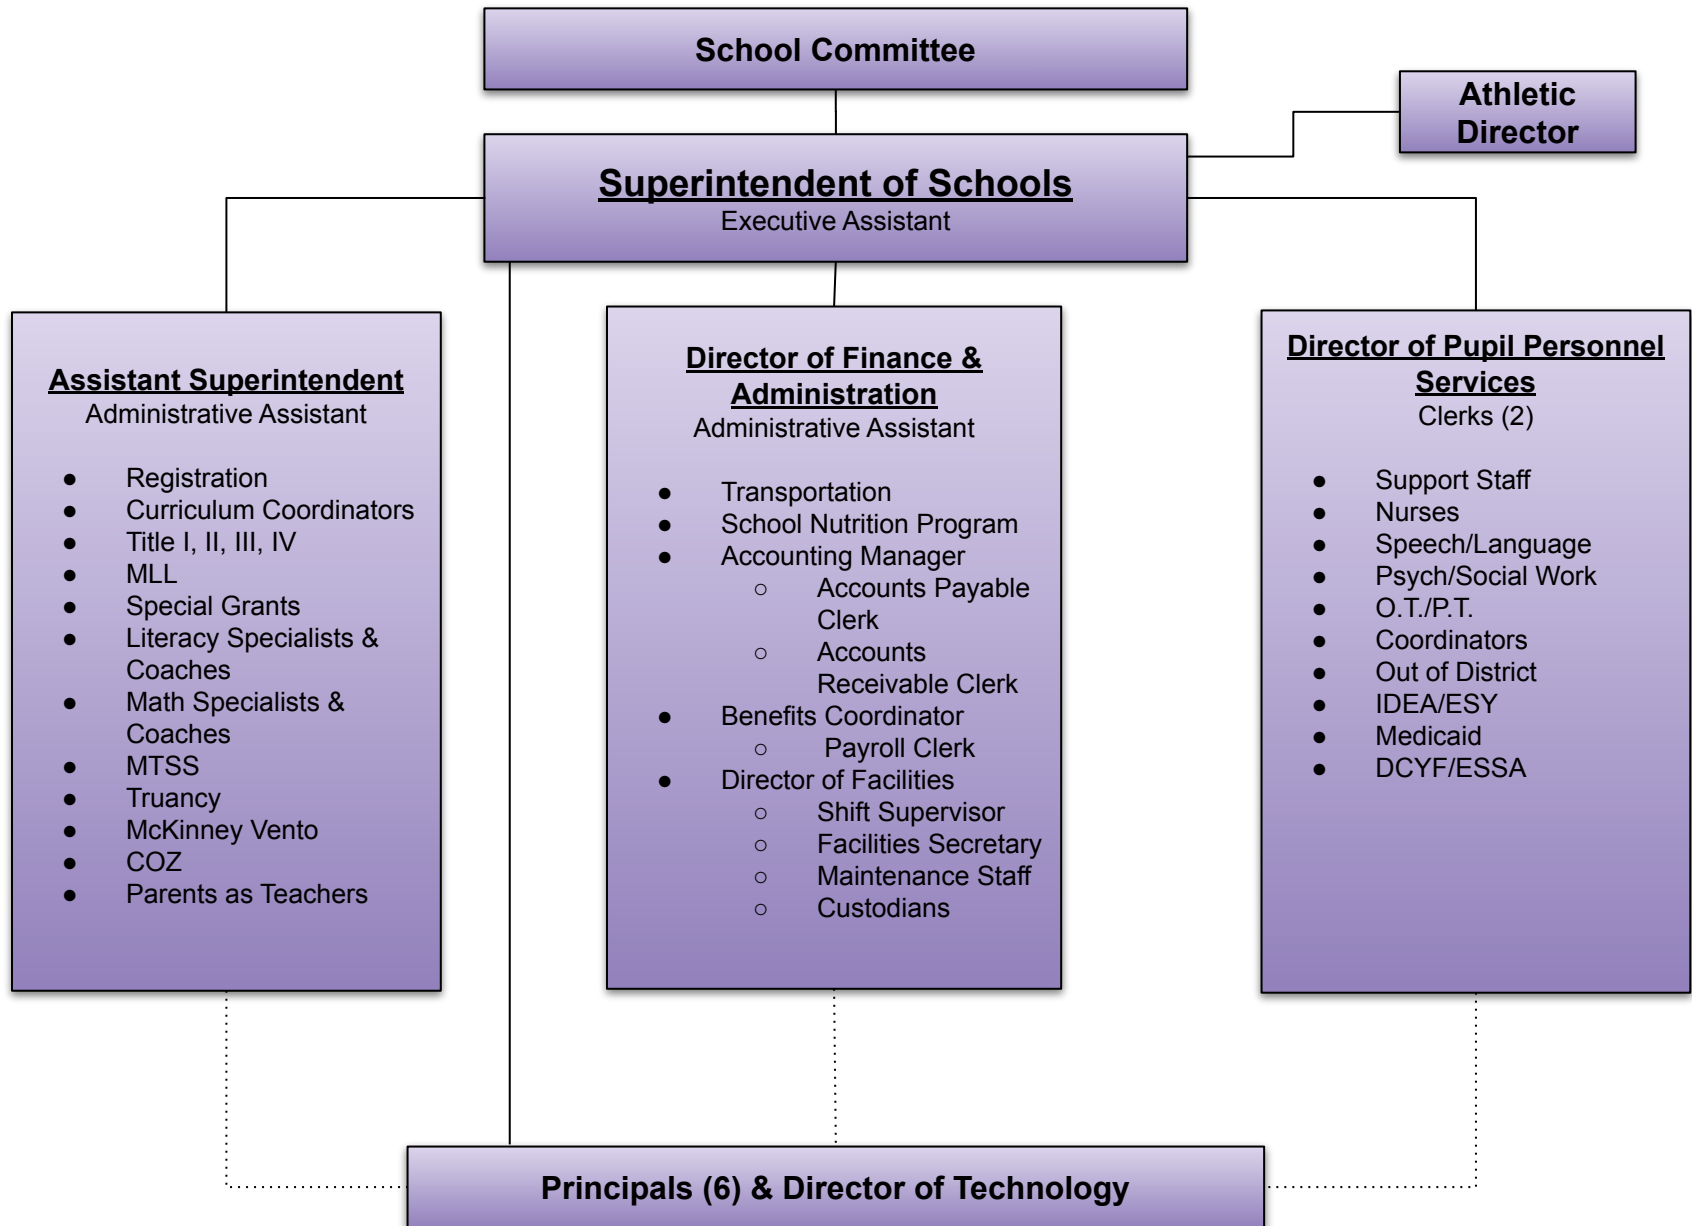 School Committee
Athletic
Director
Superintendent of Schools
Executive Assistant
Assistant Superintendent
Administrative Assistant
● Registration
● Curriculum Coordinators
● Title I, II, III, IV
● MLL
● Special Grants
● Literacy Specialists &
Coaches
● Math Specialists &
Coaches
● MTSS
● Truancy
● McKinney Vento
● COZ
● Parents as Teachers
Director of Finance &
Administration
Administrative Assistant
● Transportation
● School Nutrition Program
● Accounting Manager
○ Accounts Payable
Clerk
○ Accounts
Receivable Clerk
● Benefits Coordinator
○ Payroll Clerk
● Director of Facilities
○ Shift Supervisor
○ Facilities Secretary
○ Maintenance Staff
○ Custodians
Director of Pupil Personnel
Services
Clerks (2)
● Support Staff
● Nurses
● Speech/Language
● Psych/Social Work
● O.T./P.T.
● Coordinators
● Out of District
● IDEA/ESY
● Medicaid
● DCYF/ESSA
Principals (6) & Director of Technology